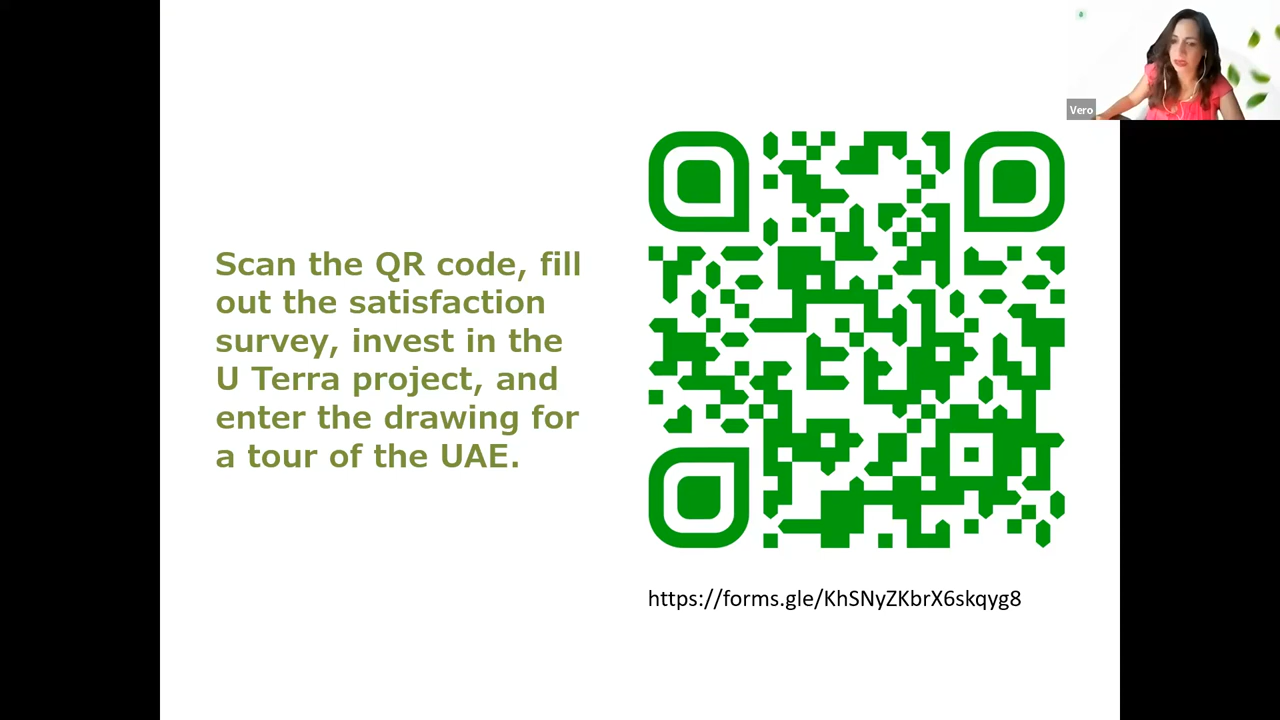 Vero
Scan the QR code, fill
out the satisfaction
survey, invest in the
U Terra project, and
enter the drawing for
a tour of the UAE.
https://forms.gle/KhSNyZKbrX6skqyg8